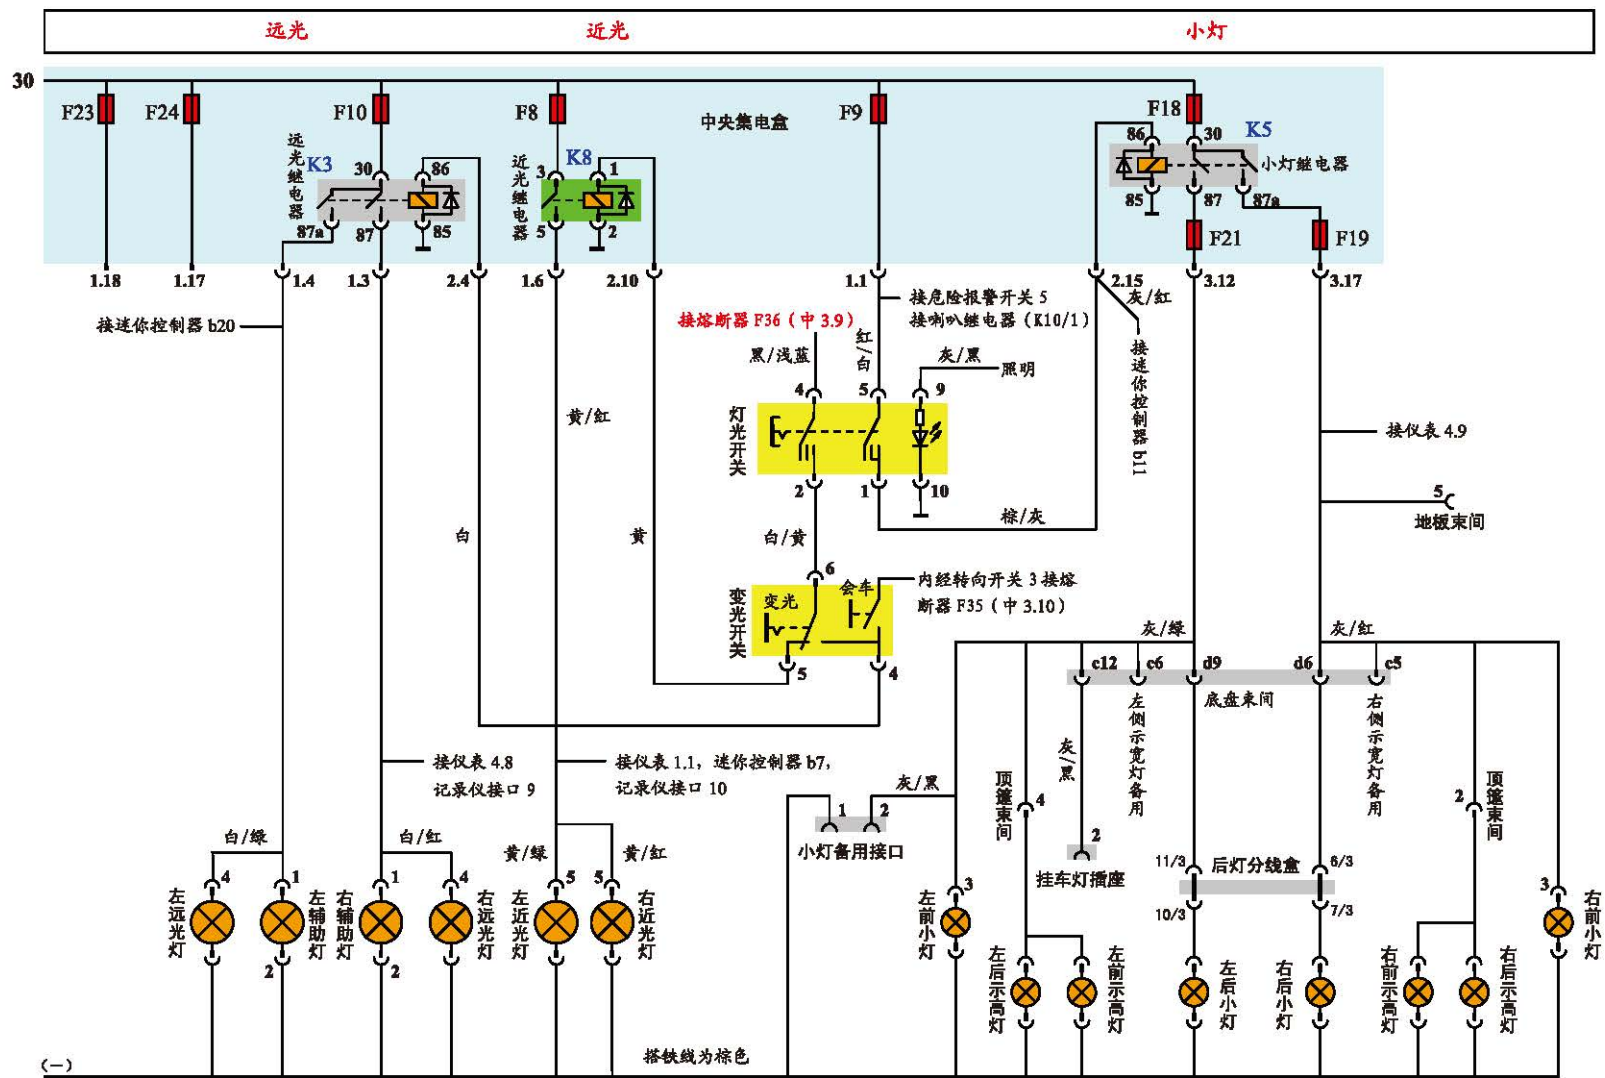 远光
近光
小灯
30
F23
F24
F10
F8
F9
F18
中央集电盒
远光继电器
K3
30
86
87a
87
85
近光继电器
K8
3
1
5
2
86
30
K5
小灯继电器
85
87
87a
F21
F19
1.18
1.17
1.4
1.3
2.4
1.6
2.10
1.1
2.15
灰/红
3.12
3.17
接迷你控制器 b20
接危险报警开关 5
接喇叭继电器（K10/1）
接熔断器 F36（中 3.9）
黑/浅蓝
红/白
灰/黑
照明
接迷你控制器 b11
4
5
9
灯光开关
2
1
10
黄/红
接仪表 4.9
5
地板束间
白
黄
白/黄
棕/灰
6
变光开关
变光
会车
内经转向开关 3 接熔
断器 F35（中 3.10）
5
4
灰/绿
灰/红
c12
c6
d9
d6
c5
底盘束间
左侧示宽灯备用
右侧示宽灯备用
接仪表 4.8
记录仪接口 9
接仪表 1.1，迷你控制器 b7，
记录仪接口 10
灰/黑
灰/黑
顶篷束间
4
2
顶篷束间
1
2
小灯备用接口
2
挂车灯插座
白/绿
白/红
黄/绿
黄/红
11/3
后灯分线盒
6/3
10/3
7/3
4
1
1
4
5
5
3
3
左远光灯
左辅助灯
右辅助灯
右远光灯
左近光灯
右近光灯
左前小灯
右前小灯
2
2
左后示高灯
左前示高灯
左后小灯
右后小灯
右前示高灯
右后示高灯
（—）
搭铁线为棕色